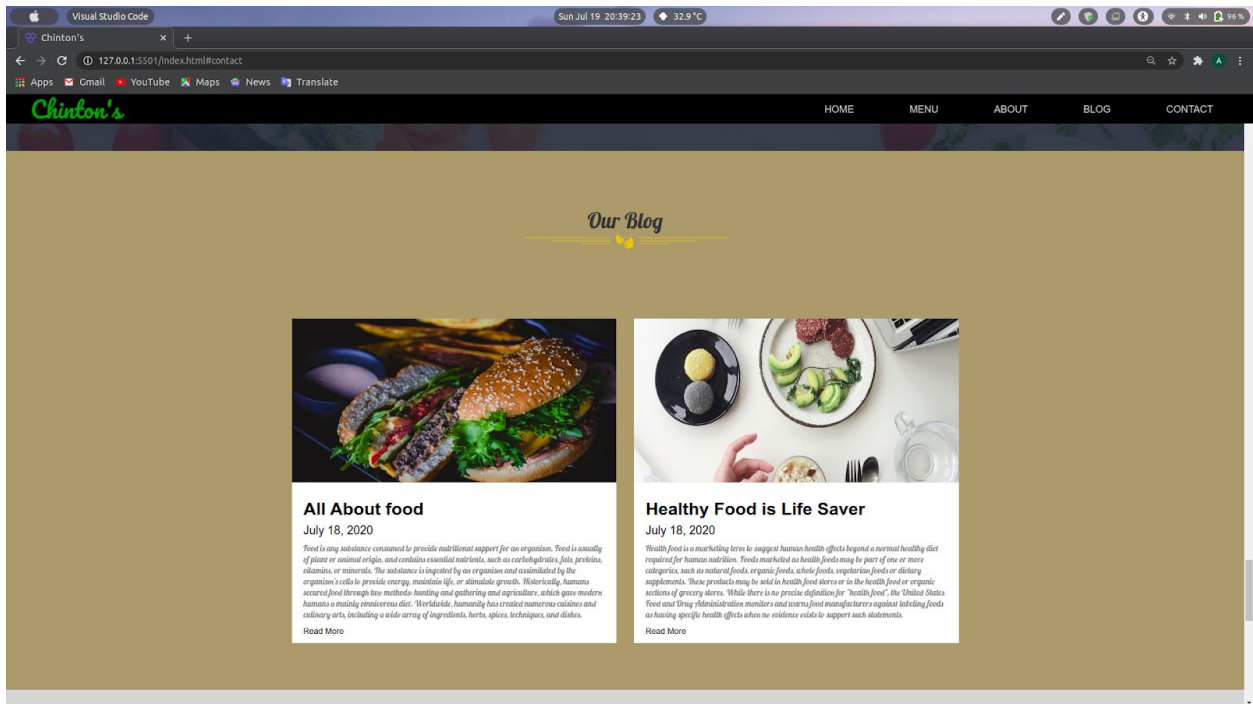 Visual Studio Code
Sun Jul 19 20:39:23
32.9 °C
96 %
Chinton's
127.0.0.1:5501/index.html#contact
A
Apps Gmail YouTube Maps News Translate
Chinton's
HOME MENU ABOUT BLOG CONTACT
Our Blog
All About food
July 18, 2020
Food is any substance consumed to provide nutritional support for an organism. Food is usually
of plant or animal origin, and contains essential nutrients, such as carbohydrates, fats, proteins,
vitamins, or minerals. The substance is ingested by an organism and assimilated by the
organism's cells to provide energy, maintain life, or stimulate growth. Historically, humans
secured food through two methods: hunting and gathering and agriculture, which gave modern
humans a mainly omnivorous diet. Worldwide, humanity has created numerous cuisines and
culinary arts, including a wide array of ingredients, herbs, spices, techniques, and dishes.
Read More
Healthy Food is Life Saver
July 18, 2020
Health food is a marketing term to suggest human health effects beyond a normal healthy diet
required for human nutrition. Foods marketed as health foods may be part of one or more
categories, such as natural foods, organic foods, whole foods, vegetarian foods or dietary
supplements. These products may be sold in health food stores or in the health food or organic
sections of grocery stores. While there is no precise definition for "health food", the United States
Food and Drug Administration monitors and warns food manufacturers against labeling foods
as having specific health effects when no evidence exists to support such statements.
Read More